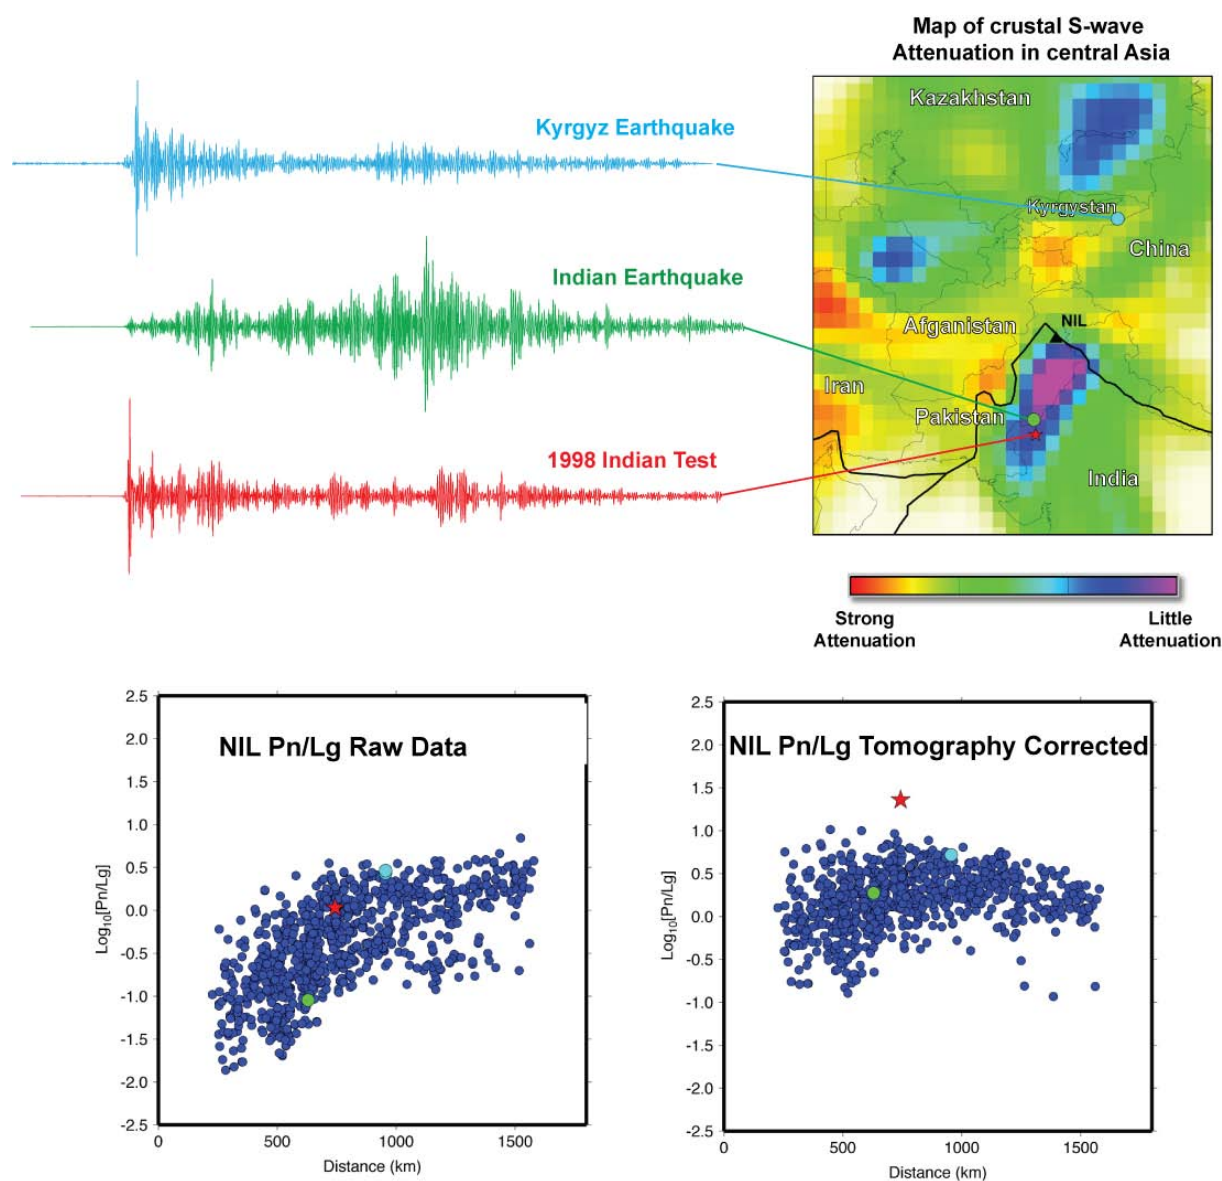 Map of crustal S-wave
Attenuation in central Asia
Kazakhstan
Kyrgyz Earthquake
Kyrgystan
China
Indian Earthquake
NIL
Afganistan
Iran
Pakistan
1998 Indian Test
India
Strong
Attenuation
Little
Attenuation
NIL Pn/Lg Raw Data
2.5
2.0
1.5
1.0
0.5
0.0
-0.5
-1.0
-1.5
-2.0
-2.5
Log10[Pn/Lg]
0 500 1000 1500
Distance (km)
NIL Pn/Lg Tomography Corrected
2.5
2.0
1.5
1.0
0.5
0.0
-0.5
-1.0
-1.5
-2.0
-2.5
Log10[Pn/Lg]
0 500 1000 1500
Distance (km)